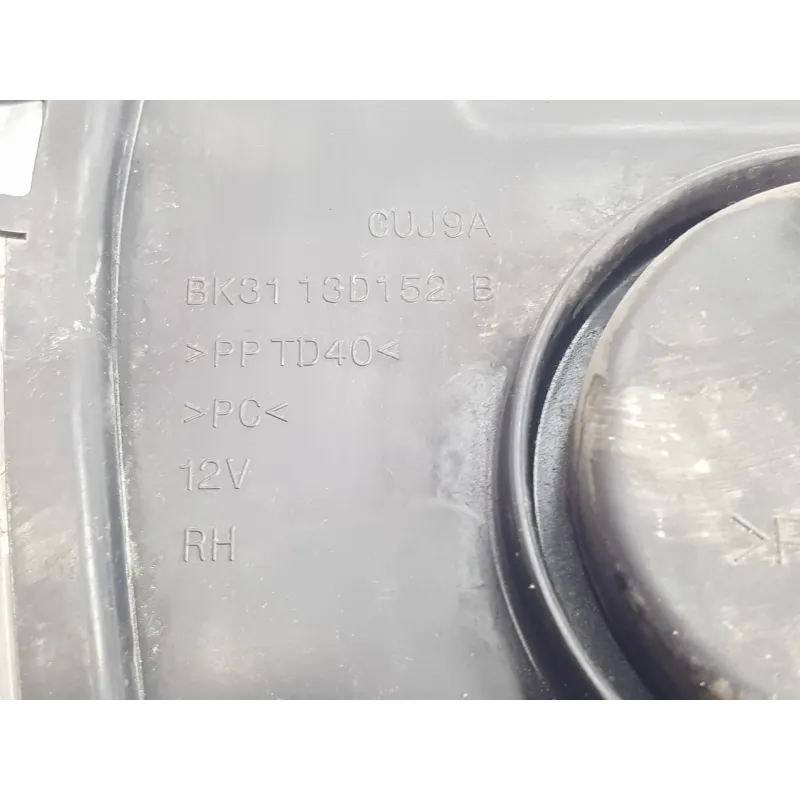 CUJ9A
BK31 13D152 B
>PP TD40<
>PC<
12V
RH
>P